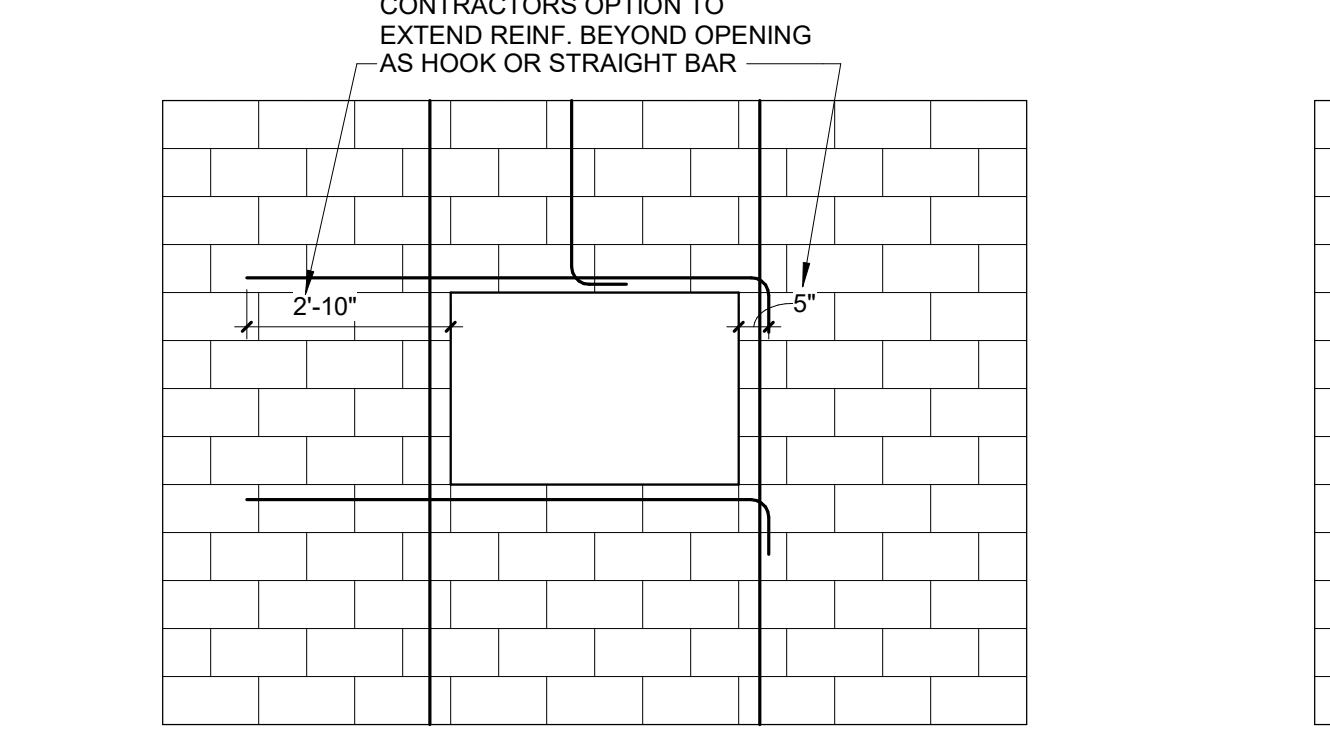 CONTRACTORS OPTION TO
EXTEND REINF. BEYOND OPENING
AS HOOK OR STRAIGHT BAR
2'-10"
5"